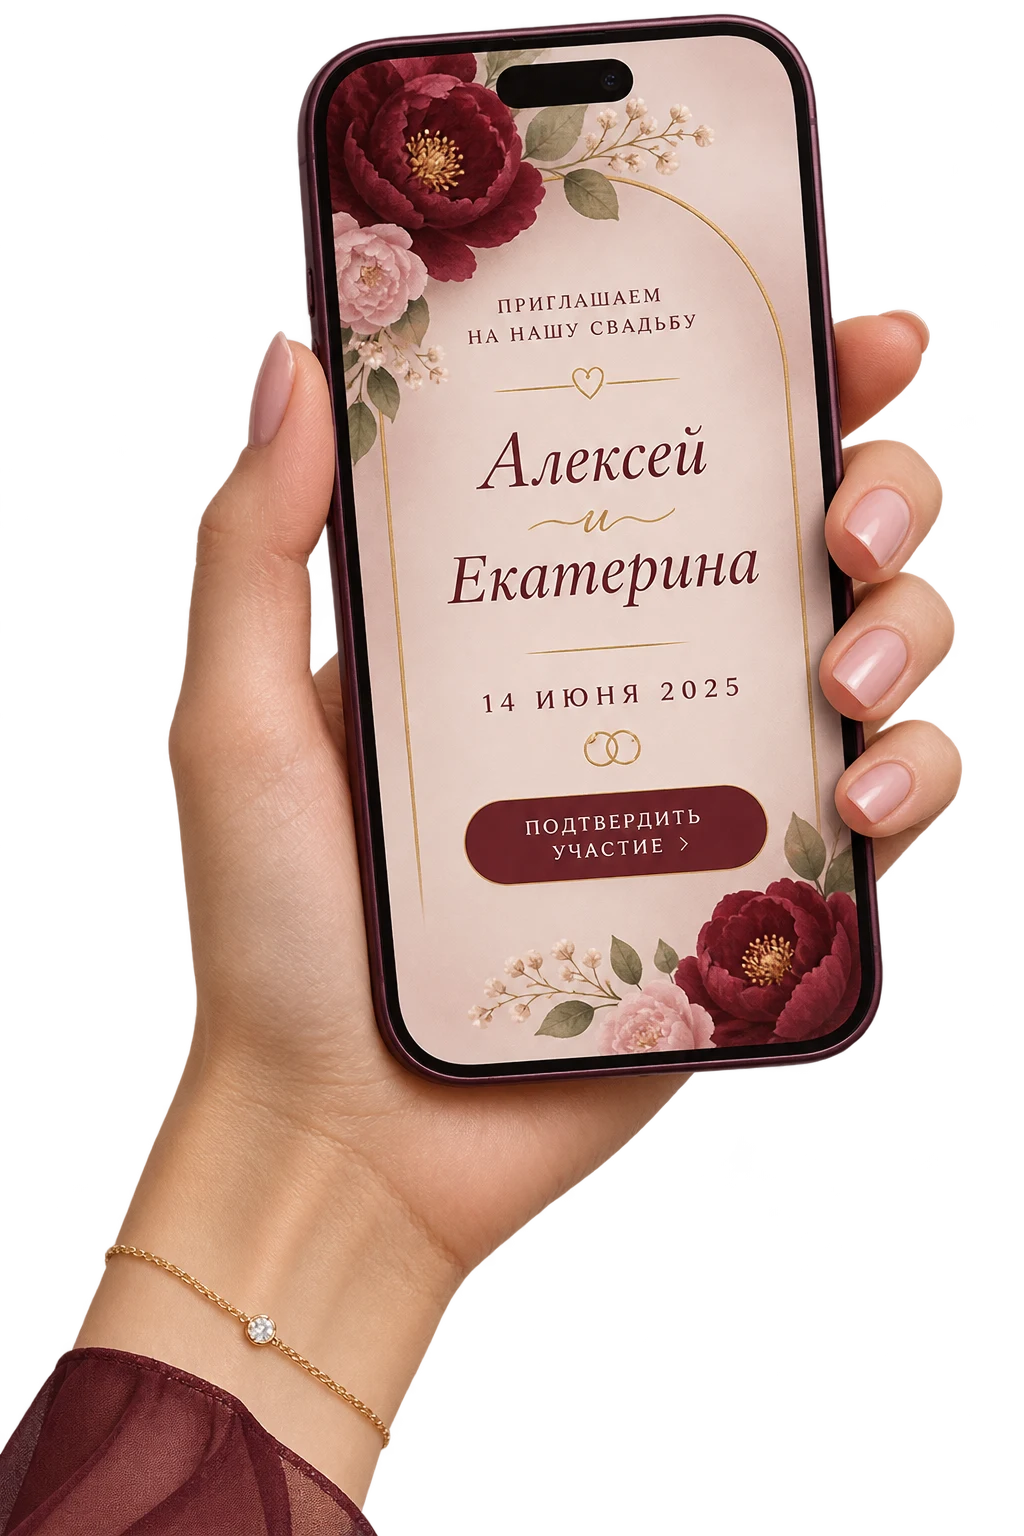 ПРИГЛАШАЕМ
НА НАШУ СВАДЬБУ
Алексей
и
Екатерина
14 ИЮНЯ 2025
ПОДТВЕРДИТЬ
УЧАСТИЕ >